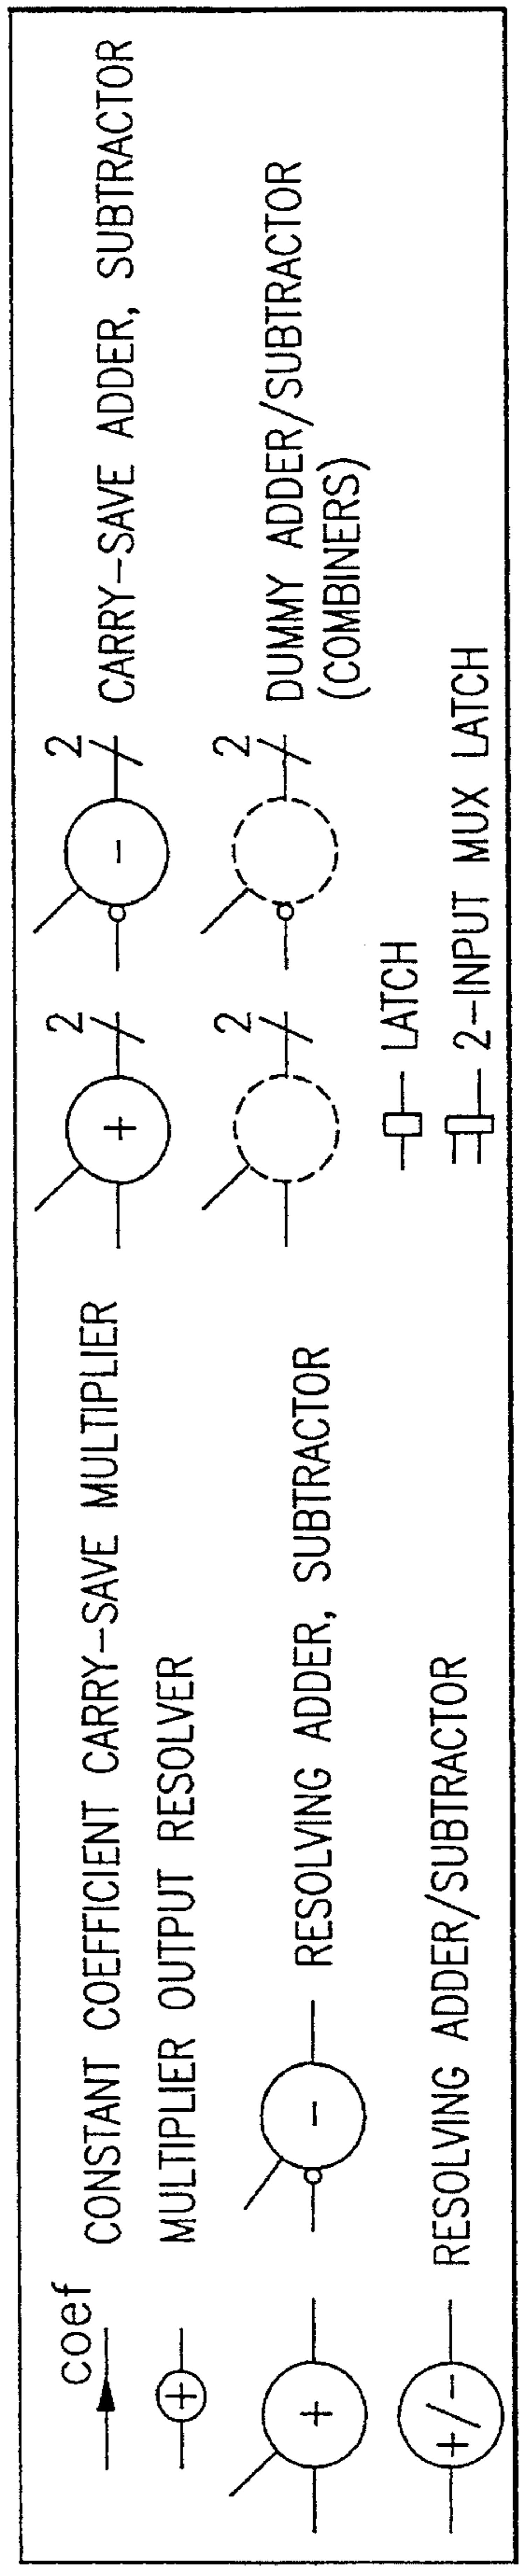 coef
CONSTANT COEFFICIENT CARRY-SAVE MULTIPLIER
+
MULTIPLIER OUTPUT RESOLVER
+
-
RESOLVING ADDER, SUBTRACTOR
+/-
RESOLVING ADDER/SUBTRACTOR
+
2
-
2
CARRY-SAVE ADDER, SUBTRACTOR
2
2
DUMMY ADDER/SUBTRACTOR
(COMBINERS)
LATCH
2-INPUT MUX LATCH